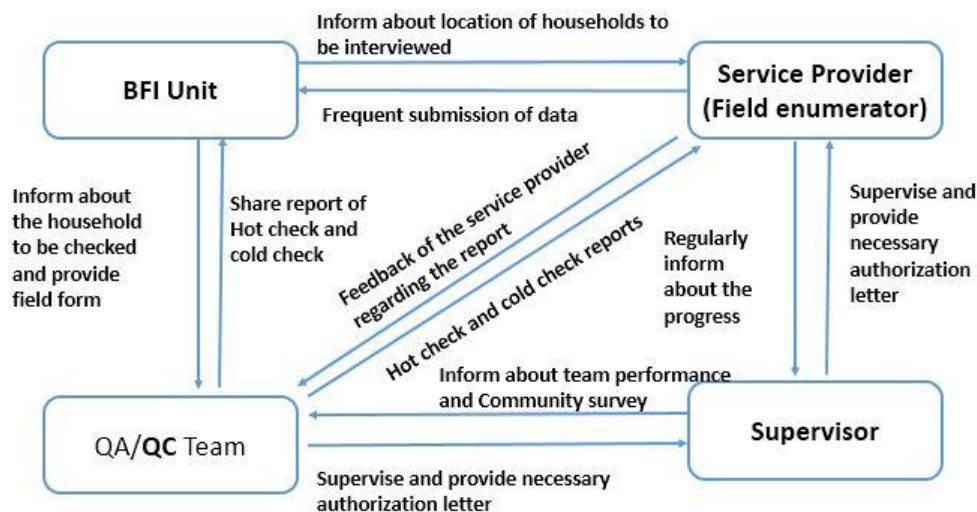 Inform about location of households to
be interviewed
BFI Unit
Service Provider
(Field enumerator)
Frequent submission of data
Inform about
the household
to be checked
and provide
field form
Share report of
Hot check and
cold check
Feedback of the service provider
regarding the report
Hot check and cold check reports
Regularly
inform
about the
progress
Supervise and
provide
necessary
authorization
letter
Inform about team performance
and Community survey
QA/QC Team
Supervisor
Supervise and provide necessary
authorization letter